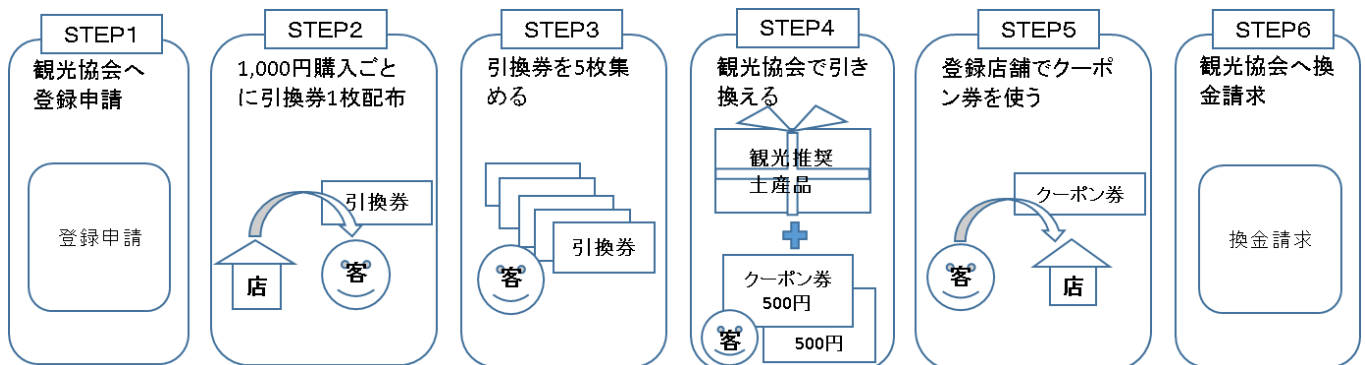 STEP1
観光協会へ
登録申請
登録申請
STEP2
1,000円購入ごと
に引換券1枚配布
引換券
店
客
STEP3
引換券を5枚集
める
引換券
客
STEP4
観光協会で引き
換える
観光推奨
土産品
クーポン券
500円
500円
客
STEP5
登録店舗でクーポ
ン券を使う
クーポン券
客
店
STEP6
観光協会へ換
金請求
換金請求